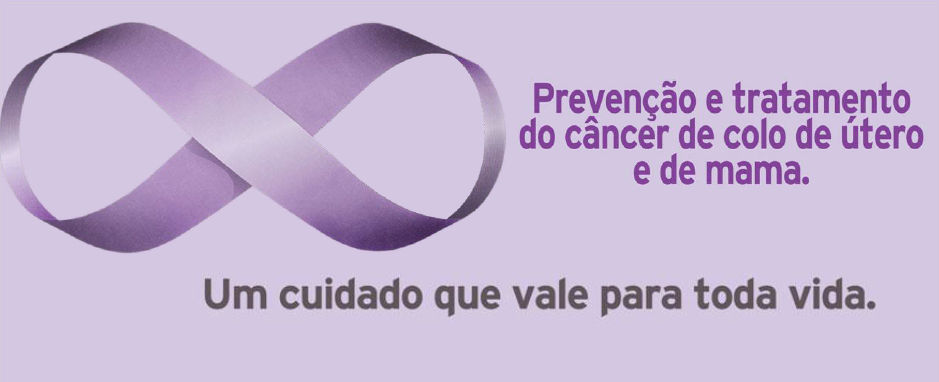 Prevenção e tratamento
do câncer de colo de útero
e de mama.
Um cuidado que vale para toda vida.